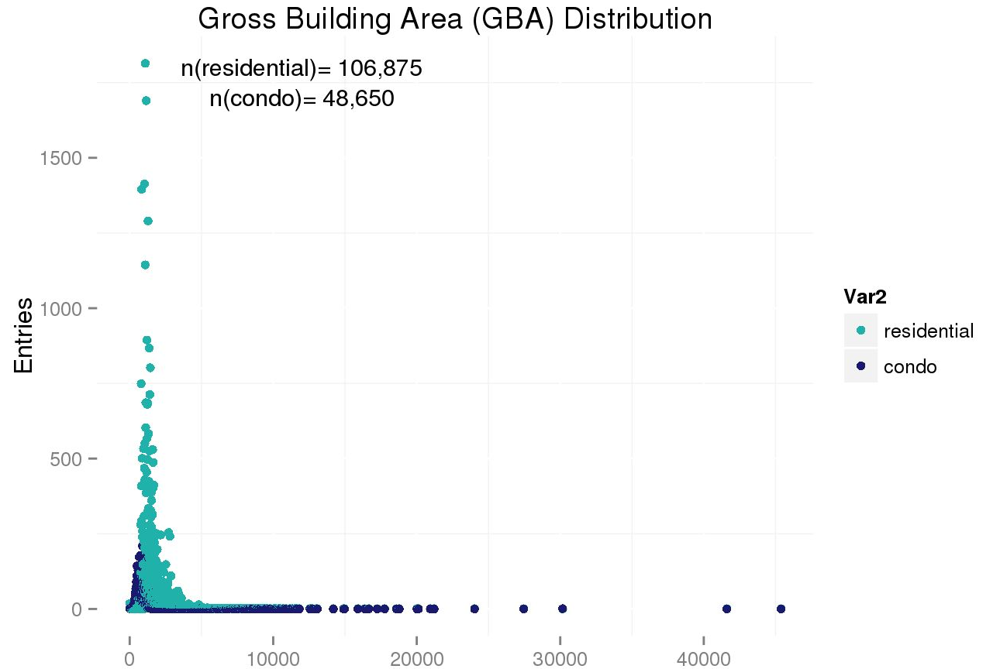 Gross Building Area (GBA) Distribution
n(residential)= 106,875
n(condo)= 48,650
1500
1000
500
0
Entries
0 10000 20000 30000 40000
Var2
residential
condo